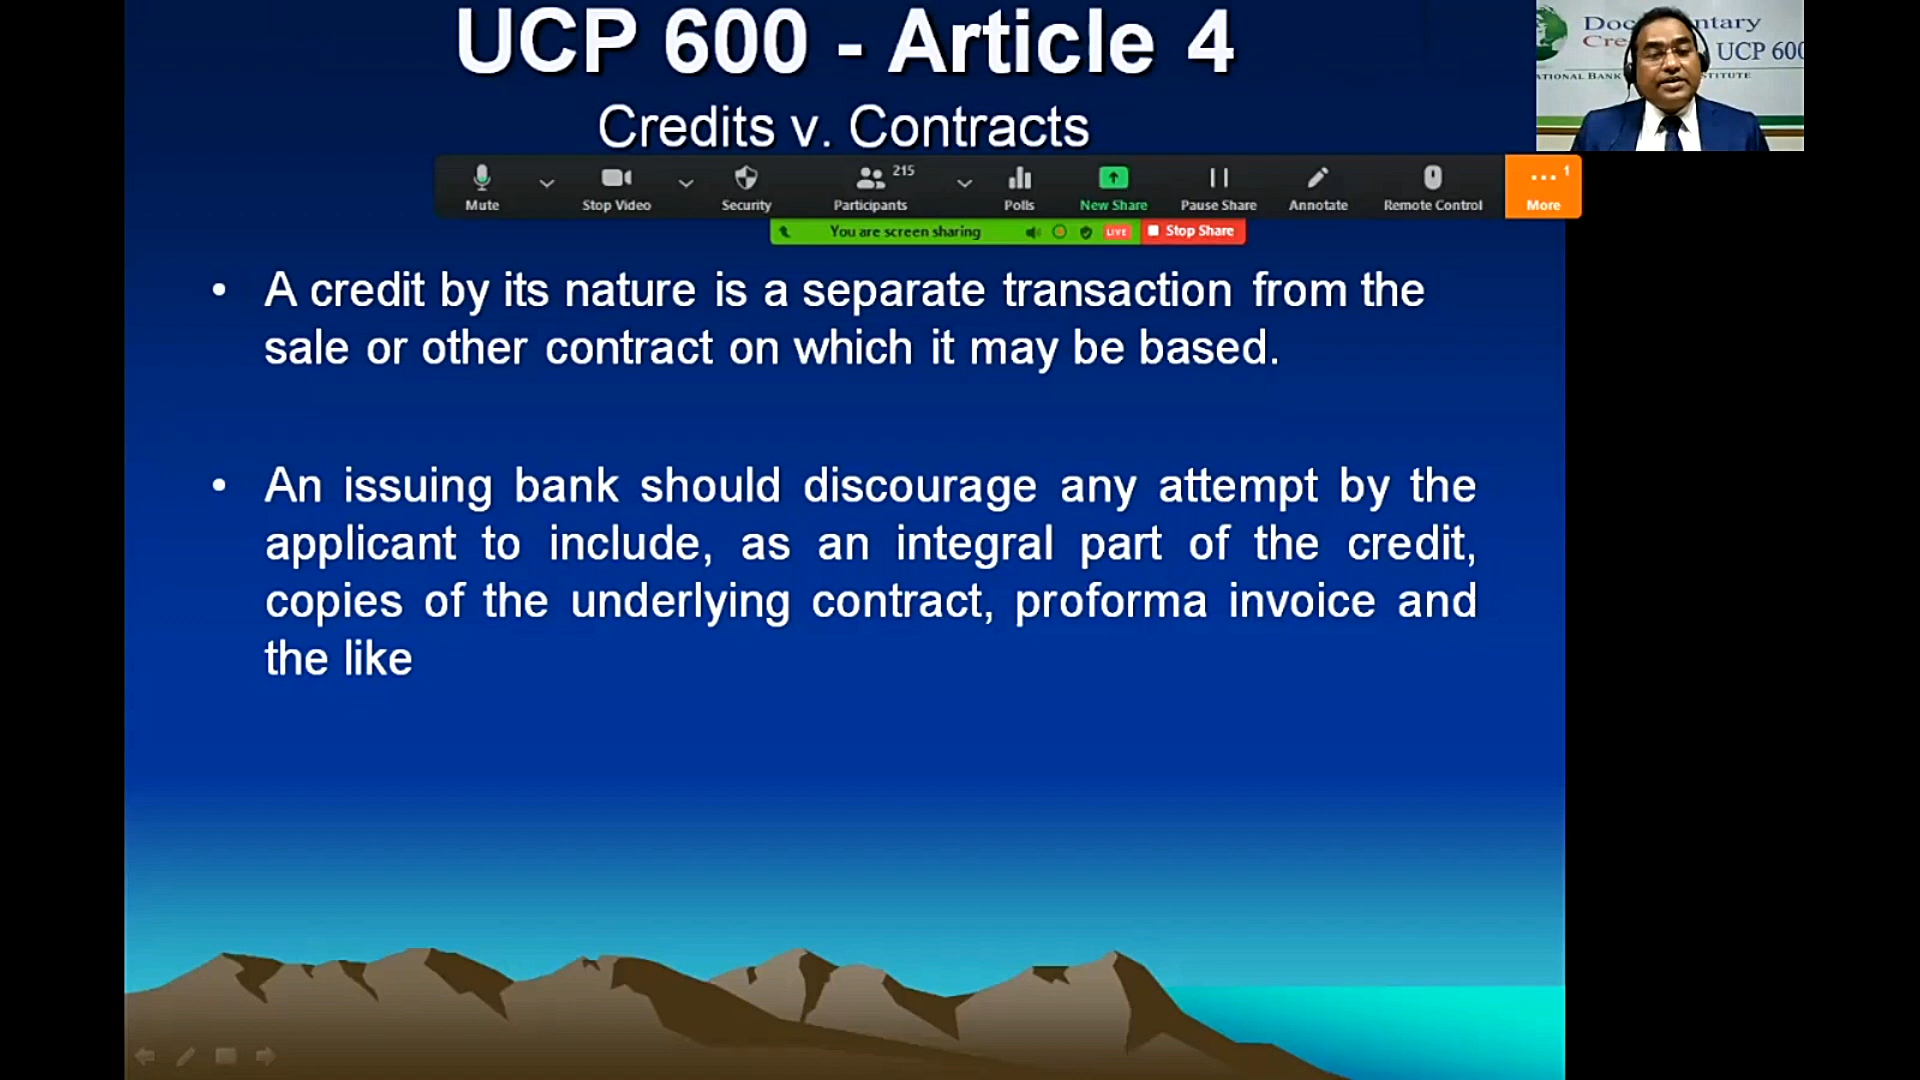 UCP 600 - Article 4
Credits v. Contracts
Documentary
UCP 600
Mute
Stop Video
Security
Participants
215
Polls
New Share
Pause Share
Annotate
Remote Control
1
More
You are screen sharing
LIVE
Stop Share
• A credit by its nature is a separate transaction from the
sale or other contract on which it may be based.
• An issuing bank should discourage any attempt by the
applicant to include, as an integral part of the credit,
copies of the underlying contract, proforma invoice and
the like